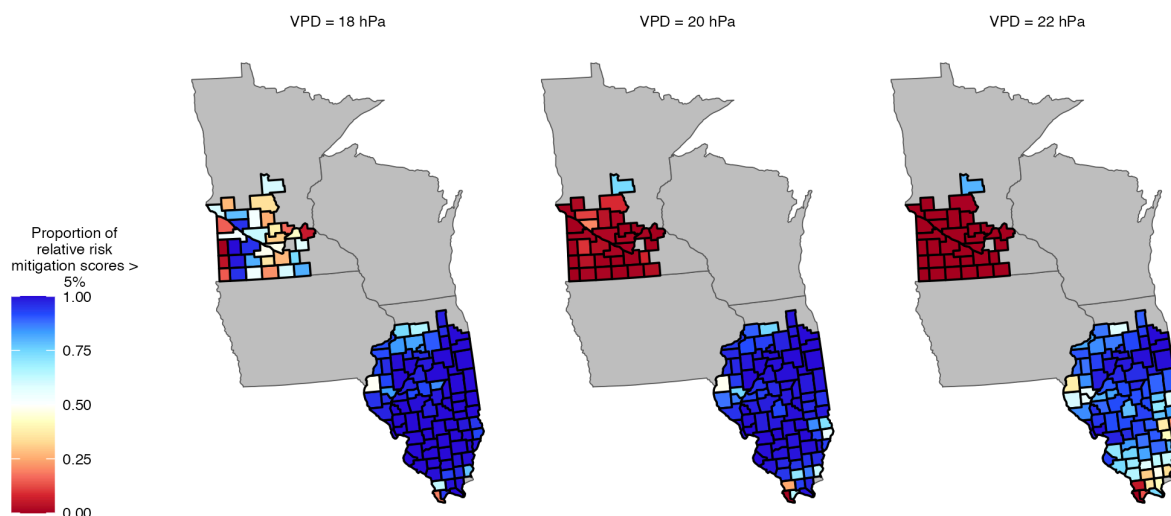 VPD = 18 hPa
VPD = 20 hPa
VPD = 22 hPa
Proportion of
relative risk
mitigation scores >
5%
1.00
0.75
0.50
0.25
0.00